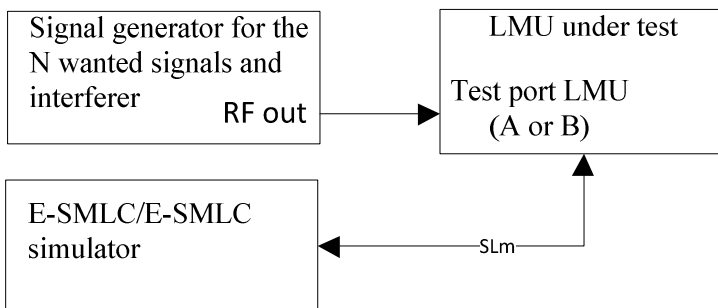 Signal generator for the
N wanted signals and
interferer
RF out
LMU under test
Test port LMU
(A or B)
E-SMLC/E-SMLC
simulator
SLm